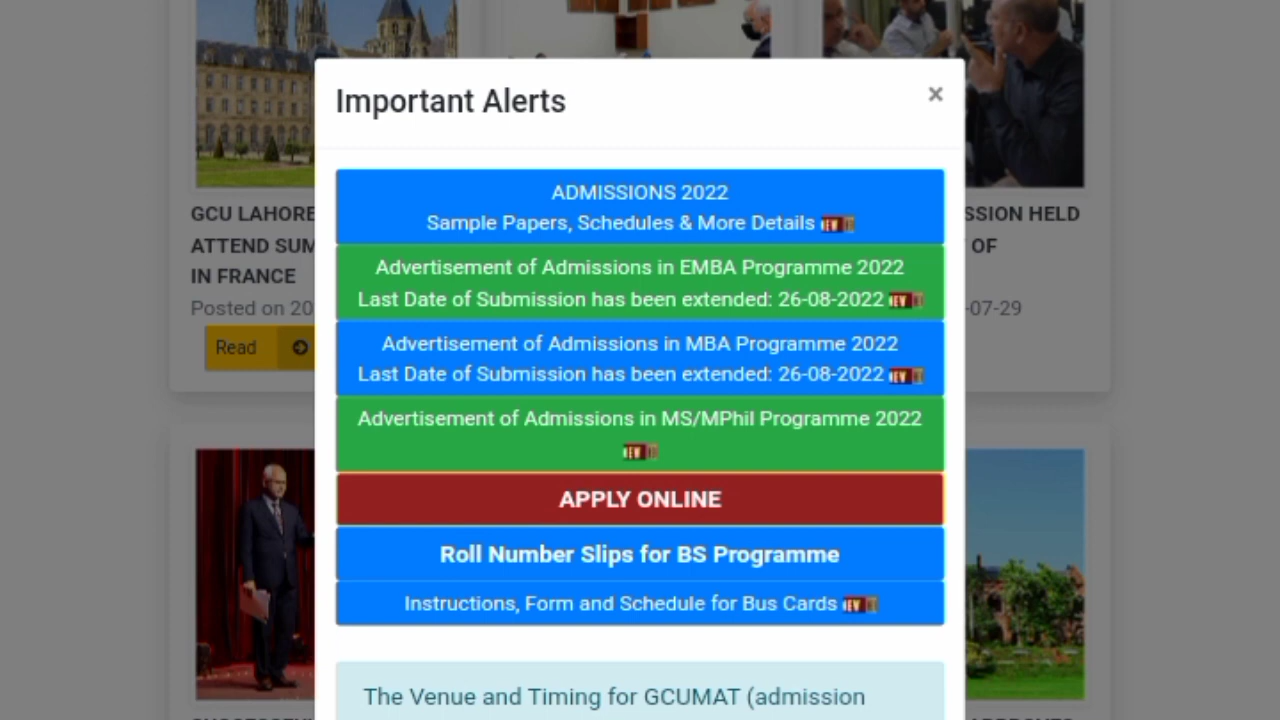 Important Alerts
×
ADMISSIONS 2022
Sample Papers, Schedules & More Details
Advertisement of Admissions in EMBA Programme 2022
Last Date of Submission has been extended: 26-08-2022
Advertisement of Admissions in MBA Programme 2022
Last Date of Submission has been extended: 26-08-2022
Advertisement of Admissions in MS/MPhil Programme 2022
APPLY ONLINE
Roll Number Slips for BS Programme
Instructions, Form and Schedule for Bus Cards
The Venue and Timing for GCUMAT (admission
GCU LAHORE
ATTEND SUM
IN FRANCE
Posted on 20
Read
SSION HELD
OF
-07-29